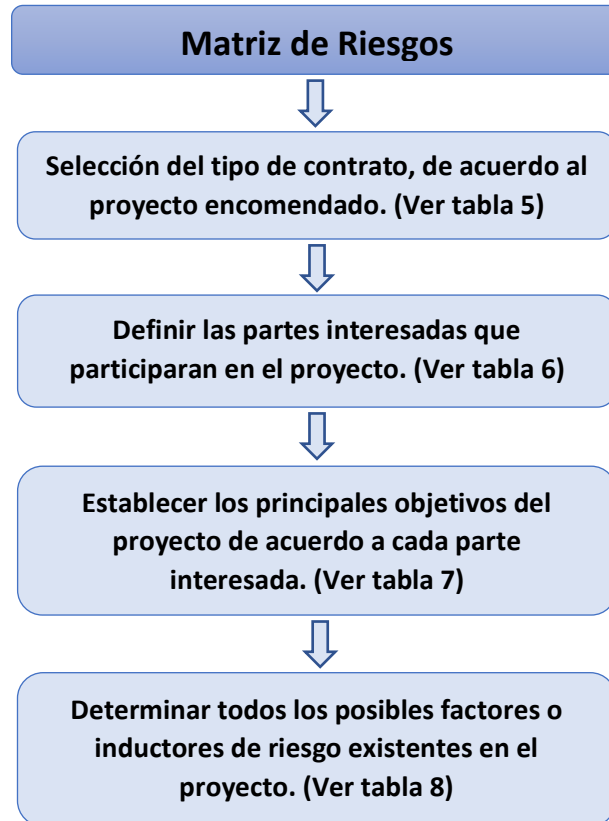 Matriz de Riesgos
Selección del tipo de contrato, de acuerdo al
proyecto encomendado. (Ver tabla 5)
Definir las partes interesadas que
participaran en el proyecto. (Ver tabla 6)
Establecer los principales objetivos del
proyecto de acuerdo a cada parte
interesada. (Ver tabla 7)
Determinar todos los posibles factores o
inductores de riesgo existentes en el
proyecto. (Ver tabla 8)